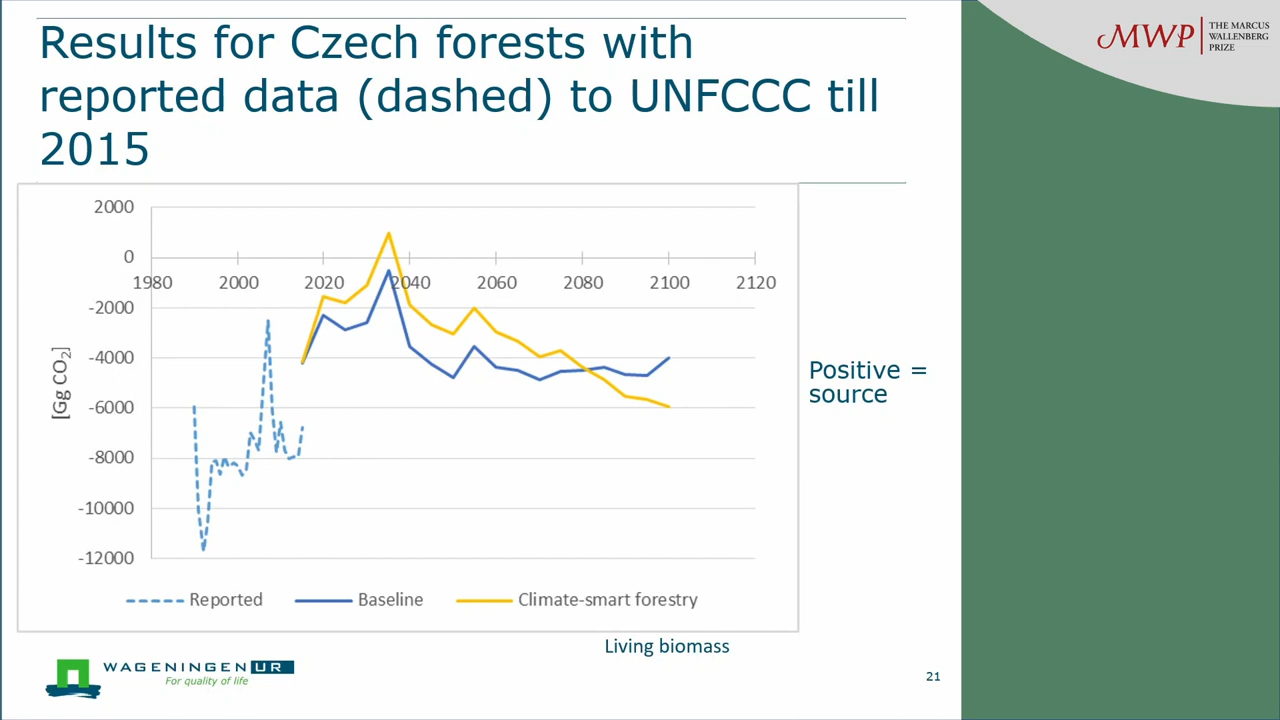 Results for Czech forests with
reported data (dashed) to UNFCCC till
2015
MWP
THE MARCUS
WALLENBERG
PRIZE
2000
0
-2000
-4000
-6000
-8000
-10000
-12000
1980 2000 2020 2040 2060 2080 2100 2120
[Gg CO₂]
Reported Baseline Climate-smart forestry
Positive =
source
Living biomass
WAGENINGEN UR
For quality of life
21